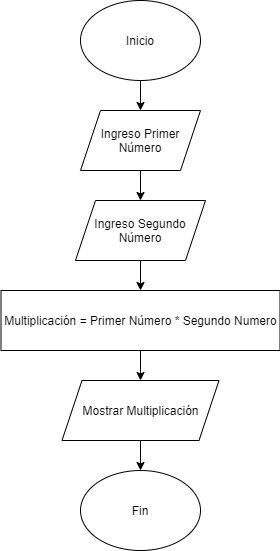 Inicio
Ingreso Primer
Número
Ingreso Segundo
Número
Multiplicación = Primer Número * Segundo Numero
Mostrar Multiplicación
Fin